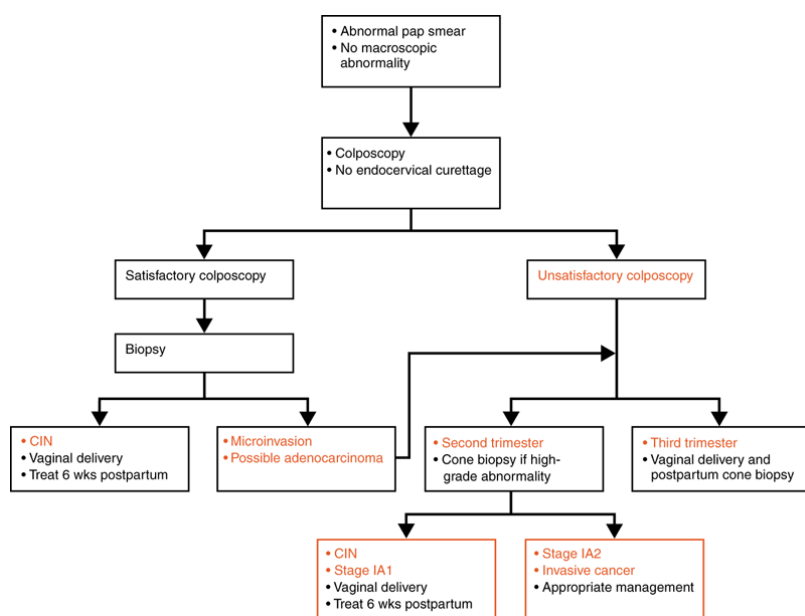 • Abnormal pap smear
• No macroscopic
abnormality
• Colposcopy
• No endocervical curettage
Satisfactory colposcopy
Unsatisfactory colposcopy
Biopsy
• CIN
• Vaginal delivery
• Treat 6 wks postpartum
• Microinvasion
• Possible adenocarcinoma
• Second trimester
• Cone biopsy if high-
grade abnormality
• Third trimester
• Vaginal delivery and
postpartum cone biopsy
• CIN
• Stage IA1
• Vaginal delivery
• Treat 6 wks postpartum
• Stage IA2
• Invasive cancer
• Appropriate management